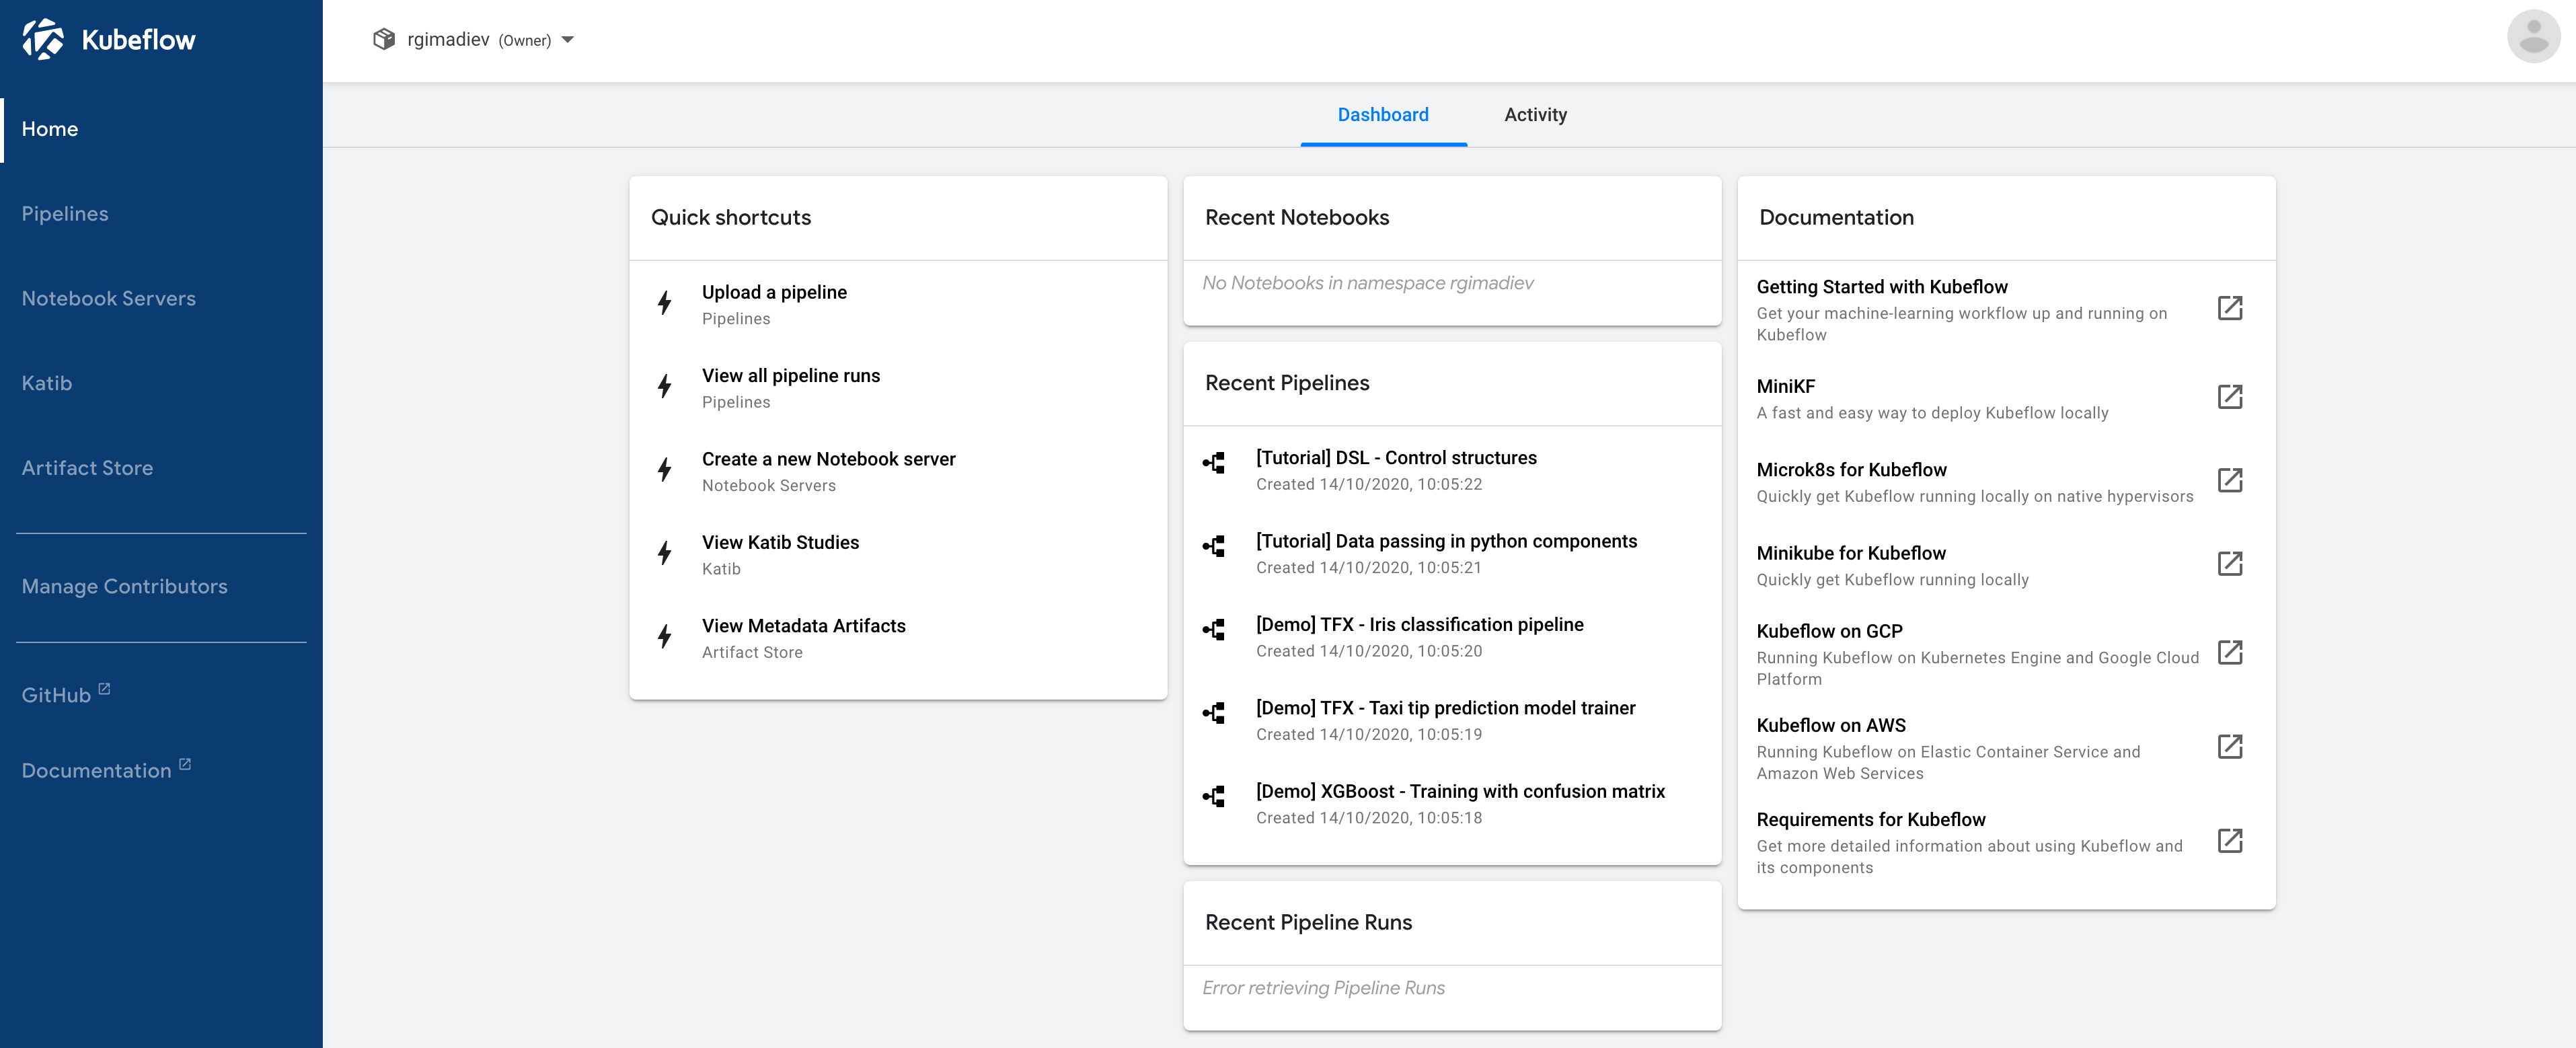 Kubeflow
rgimadiev (Owner)
Home
Pipelines
Notebook Servers
Katib
Artifact Store
Manage Contributors
GitHub
Documentation
Dashboard
Activity
Quick shortcuts
Upload a pipeline
Pipelines
View all pipeline runs
Pipelines
Create a new Notebook server
Notebook Servers
View Katib Studies
Katib
View Metadata Artifacts
Artifact Store
Recent Notebooks
No Notebooks in namespace rgimadiev
Recent Pipelines
[Tutorial] DSL - Control structures
Created 14/10/2020, 10:05:22
[Tutorial] Data passing in python components
Created 14/10/2020, 10:05:21
[Demo] TFX - Iris classification pipeline
Created 14/10/2020, 10:05:20
[Demo] TFX - Taxi tip prediction model trainer
Created 14/10/2020, 10:05:19
[Demo] XGBoost - Training with confusion matrix
Created 14/10/2020, 10:05:18
Recent Pipeline Runs
Error retrieving Pipeline Runs
Documentation
Getting Started with Kubeflow
Get your machine-learning workflow up and running on
Kubeflow
MiniKF
A fast and easy way to deploy Kubeflow locally
Microk8s for Kubeflow
Quickly get Kubeflow running locally on native hypervisors
Minikube for Kubeflow
Quickly get Kubeflow running locally
Kubeflow on GCP
Running Kubeflow on Kubernetes Engine and Google Cloud
Platform
Kubeflow on AWS
Running Kubeflow on Elastic Container Service and
Amazon Web Services
Requirements for Kubeflow
Get more detailed information about using Kubeflow and
its components